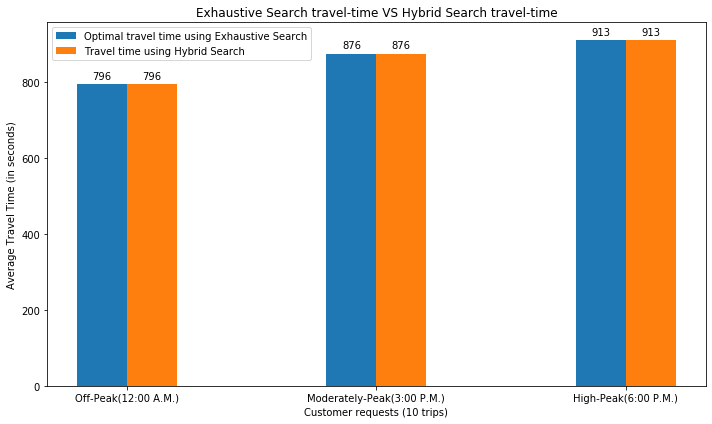 Exhaustive Search travel-time VS Hybrid Search travel-time
Optimal travel time using Exhaustive Search
Travel time using Hybrid Search
796
796
876
876
913
913
Average Travel Time (in seconds)
800
600
400
200
0
Off-Peak(12:00 A.M.)
Moderately-Peak(3:00 P.M.)
High-Peak(6:00 P.M.)
Customer requests (10 trips)